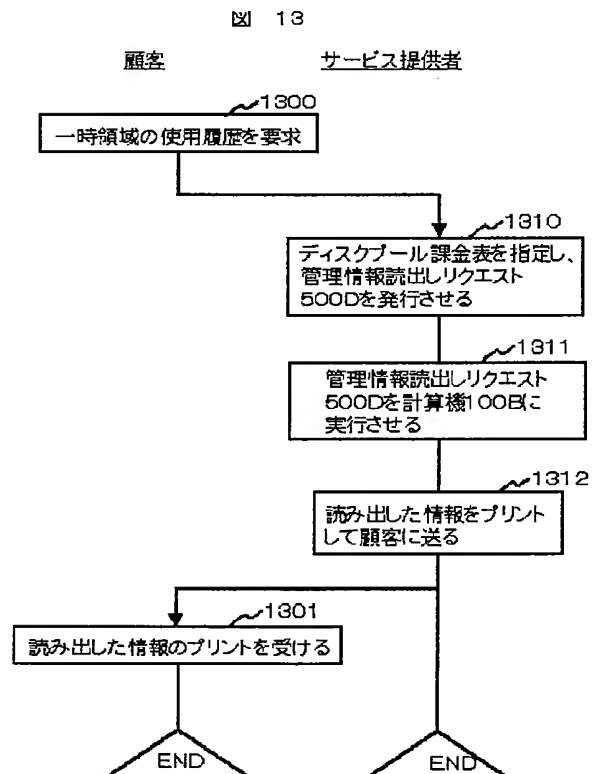 図 13
顧客
サービス提供者
1300
一時領域の使用履歴を要求
1310
ディスクプール課金表を指定し、
管理情報読出しリクエスト
500Dを発行させる
1311
管理情報読出しリクエスト
500Dを計算機100Bに
実行させる
1312
読み出した情報をプリント
して顧客に送る
1301
読み出した情報のプリントを受ける
END
END